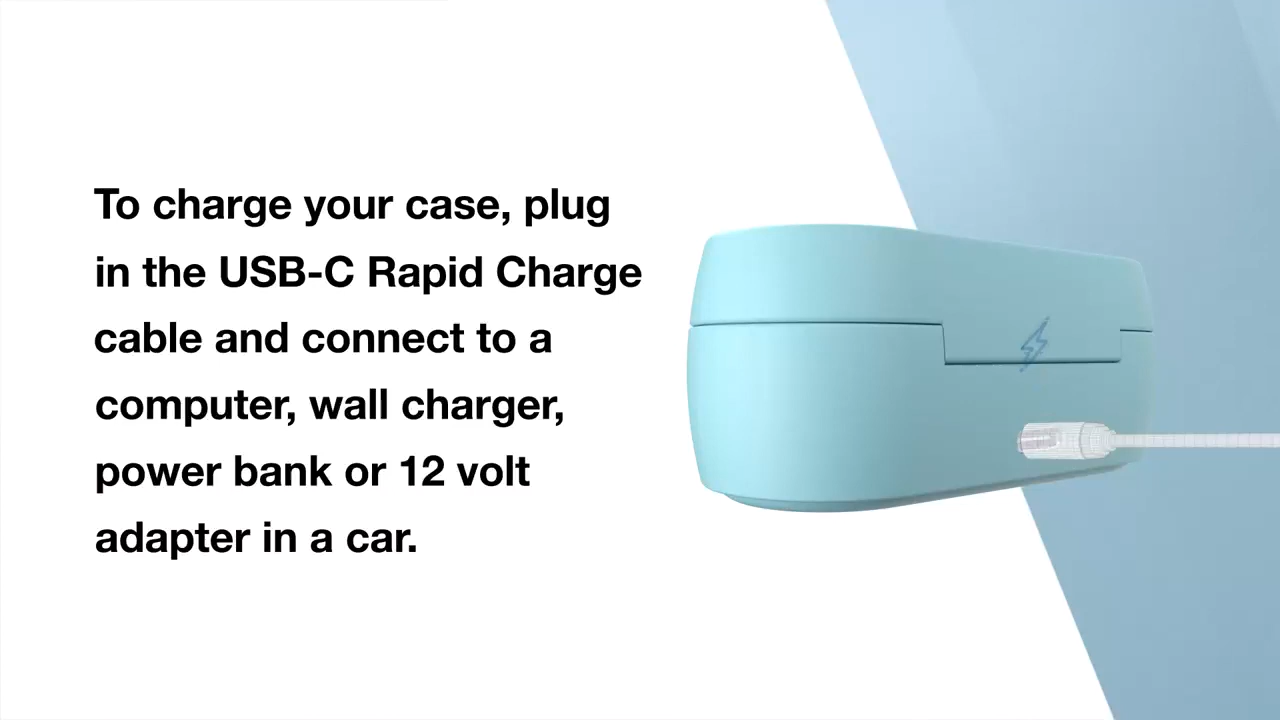 To charge your case, plug
in the USB-C Rapid Charge
cable and connect to a
computer, wall charger,
power bank or 12 volt
adapter in a car.